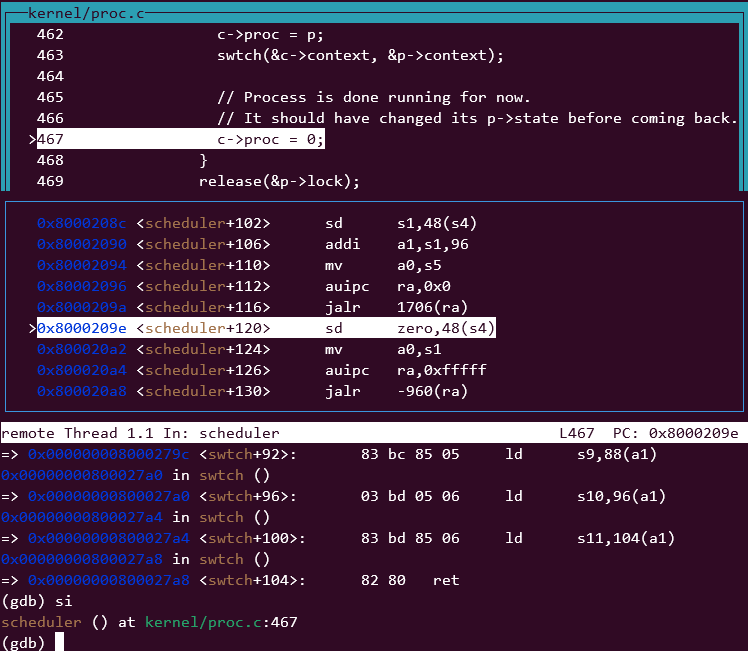 kernel/proc.c
462 c->proc = p;
463 swtch(&c->context, &p->context);
464
465 // Process is done running for now.
466 // It should have changed its p->state before coming back.
>467 c->proc = 0;
468 }
469 release(&p->lock);
0x8000208c <scheduler+102> sd s1,48(s4)
0x80002090 <scheduler+106> addi a1,s1,96
0x80002094 <scheduler+110> mv a0,s5
0x80002096 <scheduler+112> auipc ra,0x0
0x8000209a <scheduler+116> jalr 1706(ra)
>0x8000209e <scheduler+120> sd zero,48(s4)
0x800020a2 <scheduler+124> mv a0,s1
0x800020a4 <scheduler+126> auipc ra,0xfffff
0x800020a8 <scheduler+130> jalr -960(ra)
remote Thread 1.1 In: scheduler L467 PC: 0x8000209e
=> 0x000000008000279c <swtch+92>: 83 bc 85 05 ld s9,88(a1)
0x00000000800027a0 in swtch ()
=> 0x00000000800027a0 <swtch+96>: 03 bd 05 06 ld s10,96(a1)
0x00000000800027a4 in swtch ()
=> 0x00000000800027a4 <swtch+100>: 83 bd 85 06 ld s11,104(a1)
0x00000000800027a8 in swtch ()
=> 0x00000000800027a8 <swtch+104>: 82 80 ret
(gdb) si
scheduler () at kernel/proc.c:467
(gdb)